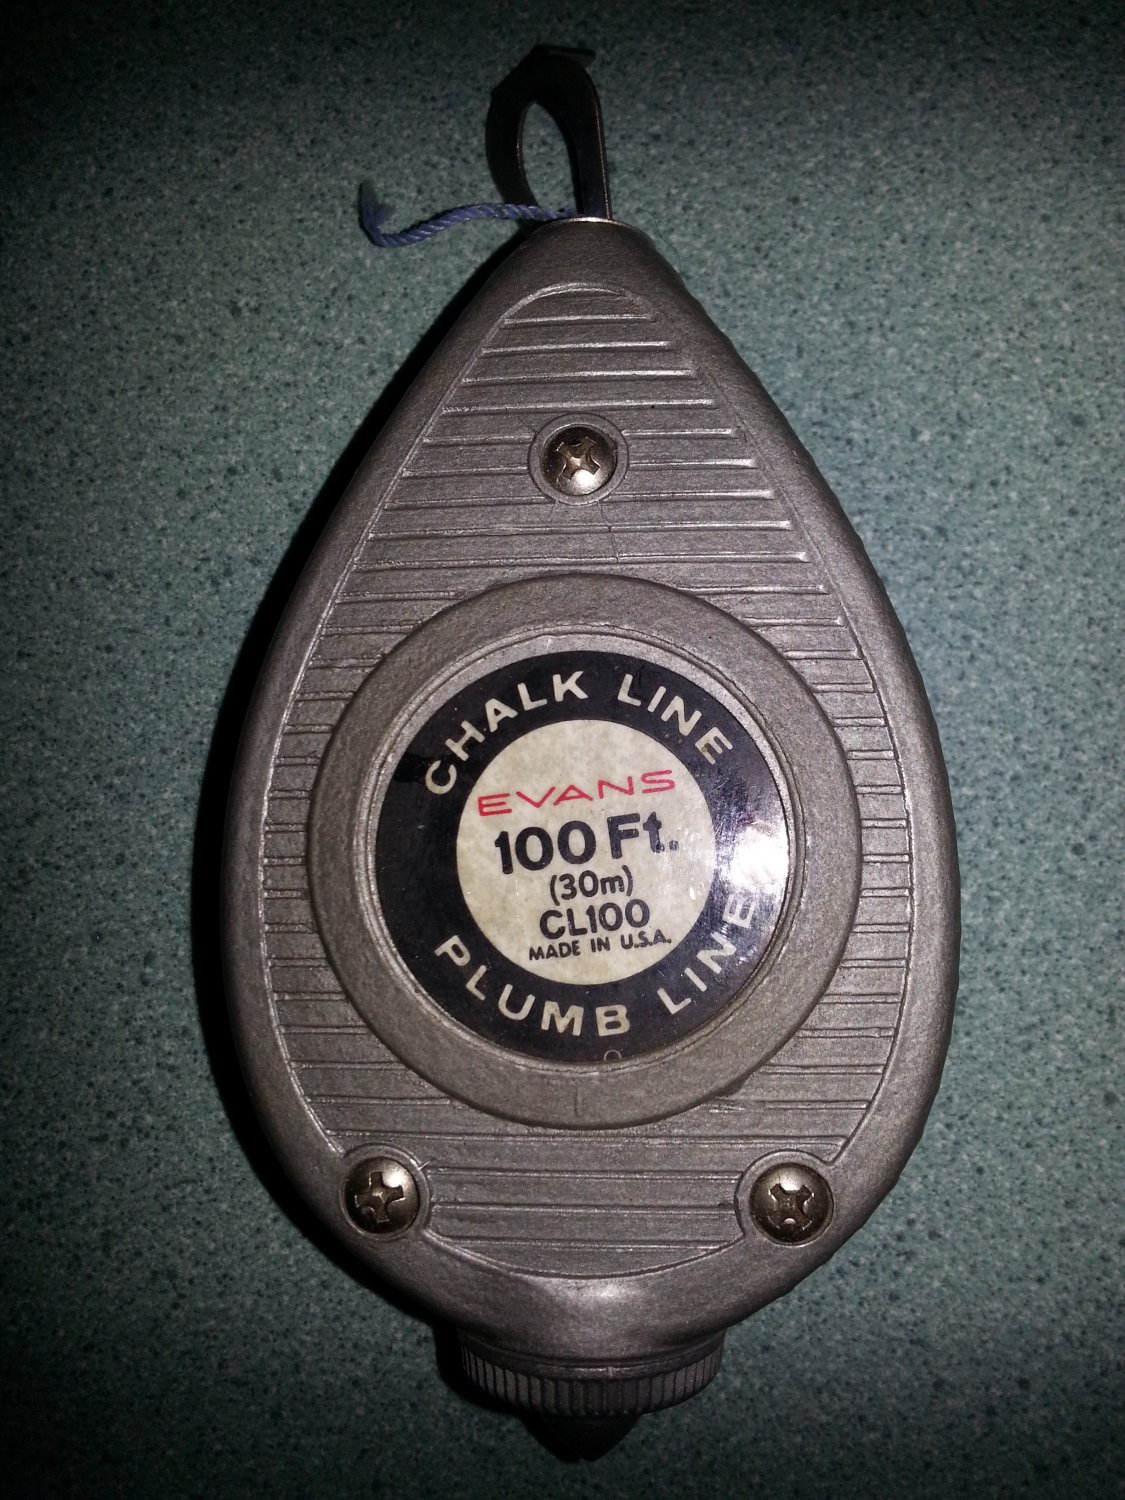 CHALK LINE
EVANS
100 Ft.
(30m)
CL100
MADE IN U.S.A.
PLUMB LINE